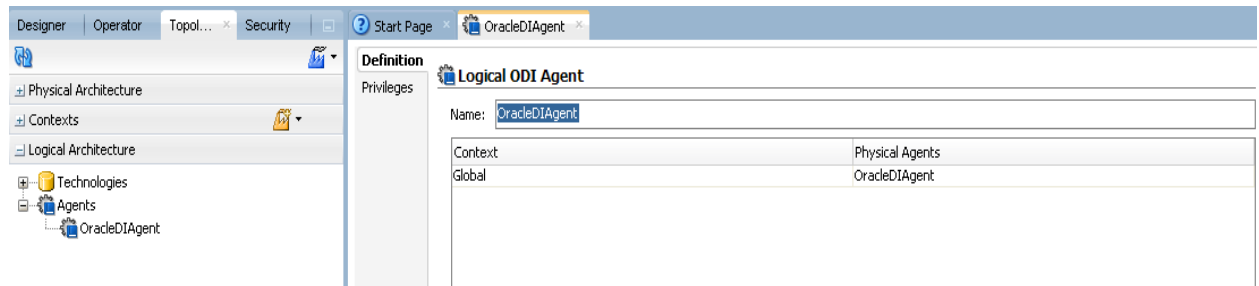 Designer Operator Topol... Security Start Page OracleDIAgent
Definition
Privileges
Physical Architecture
Contexts
Logical Architecture
Technologies
Agents
OracleDIAgent
Logical ODI Agent
Name: OracleDIAgent
Context Physical Agents
Global OracleDIAgent